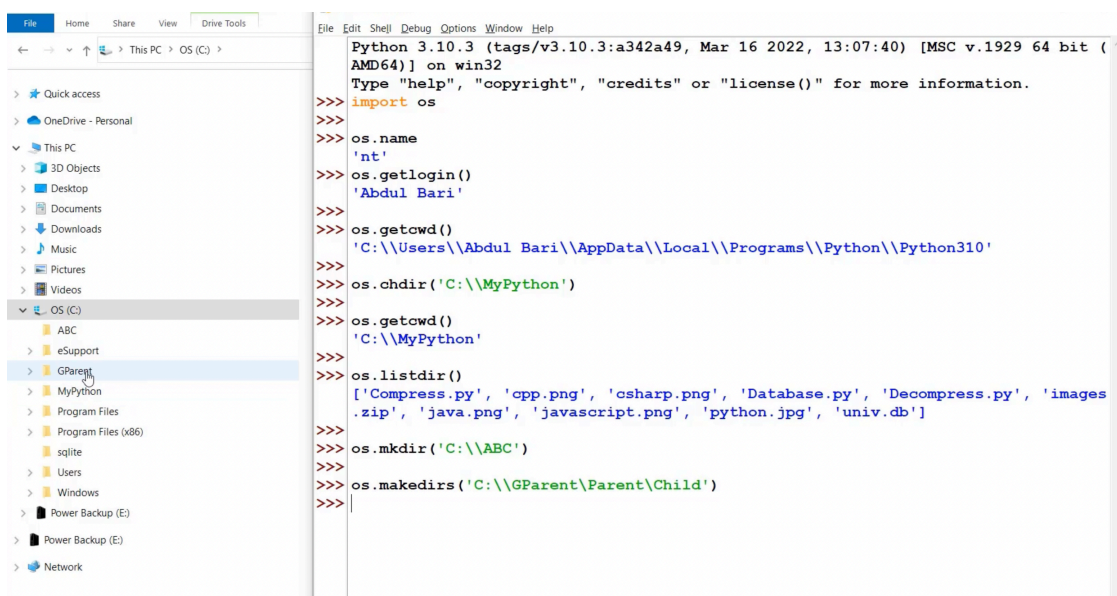 File Home Share View Drive Tools
This PC > OS (C:) >
Quick access
OneDrive - Personal
This PC
3D Objects
Desktop
Documents
Downloads
Music
Pictures
Videos
OS (C:)
ABC
eSupport
GParent
MyPython
Program Files
Program Files (x86)
sqlite
Users
Windows
Power Backup (E:)
Power Backup (E:)
Network
File Edit Shell Debug Options Window Help
Python 3.10.3 (tags/v3.10.3:a342a49, Mar 16 2022, 13:07:40) [MSC v.1929 64 bit (
AMD64)] on win32
Type "help", "copyright", "credits" or "license()" for more information.
>>> import os
>>>
>>> os.name
'nt'
>>> os.getlogin()
'Abdul Bari'
>>>
>>> os.getcwd()
'C:\\Users\\Abdul Bari\\AppData\\Local\\Programs\\Python\\Python310'
>>>
>>> os.chdir('C:\\MyPython')
>>>
>>> os.getcwd()
'C:\\MyPython'
>>>
>>> os.listdir()
['Compress.py', 'cpp.png', 'csharp.png', 'Database.py', 'Decompress.py', 'images
.zip', 'java.png', 'javascript.png', 'python.jpg', 'univ.db']
>>>
>>> os.mkdir('C:\\ABC')
>>>
>>> os.makedirs('C:\\GParent\Parent\Child')
>>>